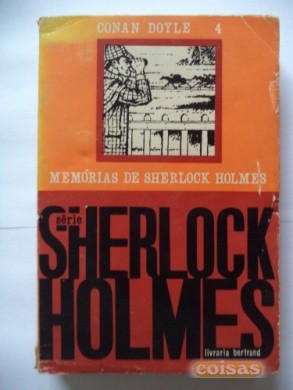 CONAN DOYLE 4
MEMÓRIAS DE SHERLOCK HOLMES
série
SHERLOCK
HOLMES
livraria bertrand
coisas